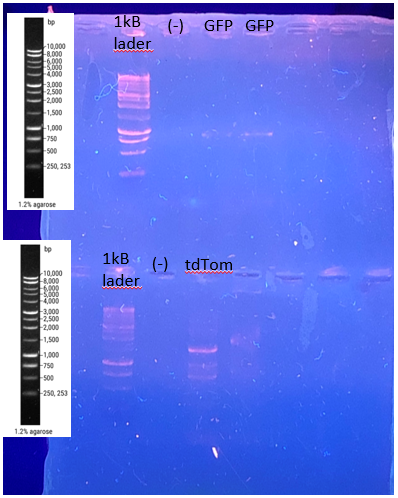 1kB
lader
(-)
GFP
GFP
bp
10,000
8,000
6,000
5,000
4,000
3,000
2,500
2,000
1,500
1,000
750
500
250, 253
1.2% agarose
1kB
lader
(-)
tdTom
bp
10,000
8,000
6,000
5,000
4,000
3,000
2,500
2,000
1,500
1,000
750
500
250, 253
1.2% agarose